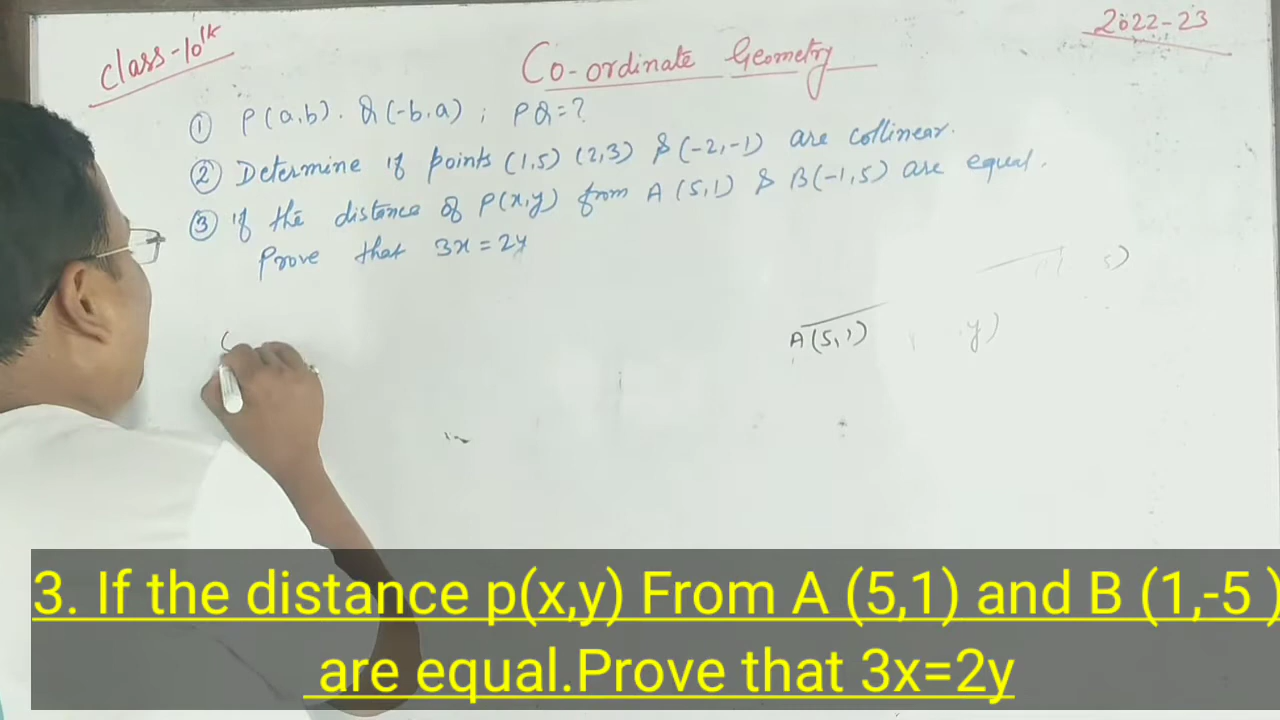 class-10th
2022-23
Co-ordinate Geometry
① P(a,b). Q(-b,a) ; PQ=?
② Determine if points (1,5) (2,3) & (-2,-1) are collinear.
③ if the distance of P(x,y) from A (5,1) & B(-1,5) are equal.
Prove that 3x=2y
A(5,1)
y)
3. If the distance p(x,y) From A (5,1) and B (1,-5 )
are equal.Prove that 3x=2y